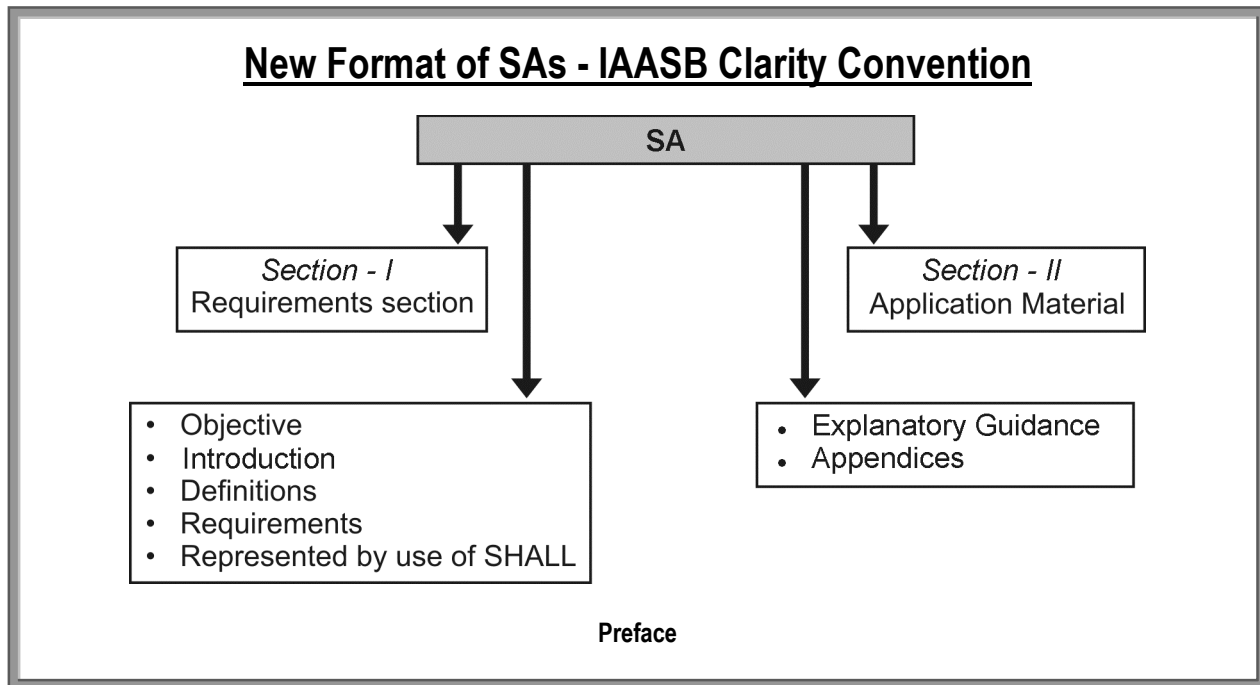 New Format of SAs - IAASB Clarity Convention
SA
Section - I
Requirements section
Section - II
Application Material
• Objective
• Introduction
• Definitions
• Requirements
• Represented by use of SHALL
• Explanatory Guidance
• Appendices
Preface